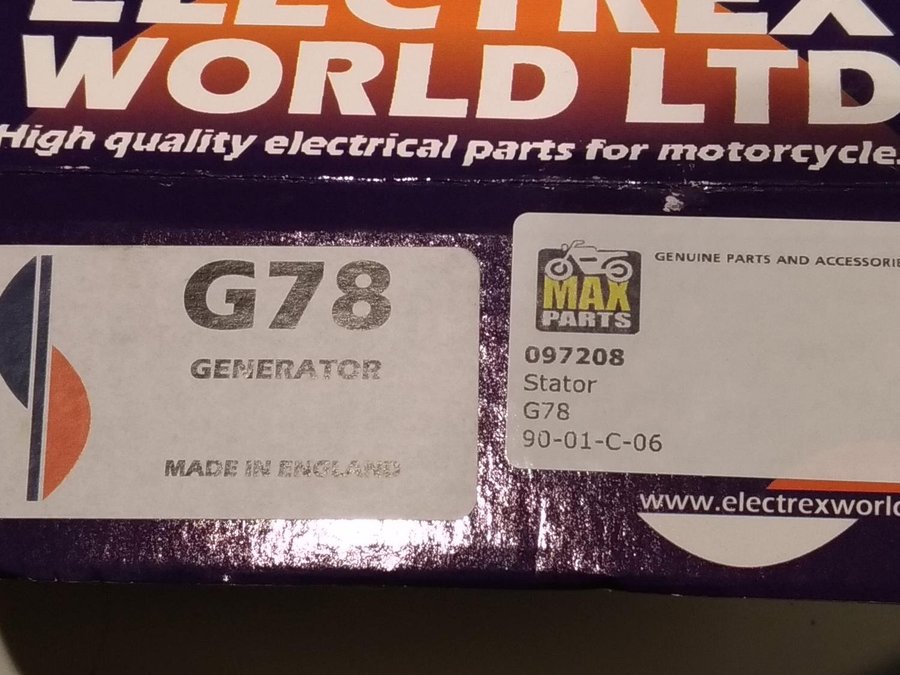 ELECTREX
WORLD LTD
High quality electrical parts for motorcycle
G78
GENERATOR
MADE IN ENGLAND
MAX
PARTS
GENUINE PARTS AND ACCESSORIE
097208
Stator
G78
90-01-C-06
www.electrexworld